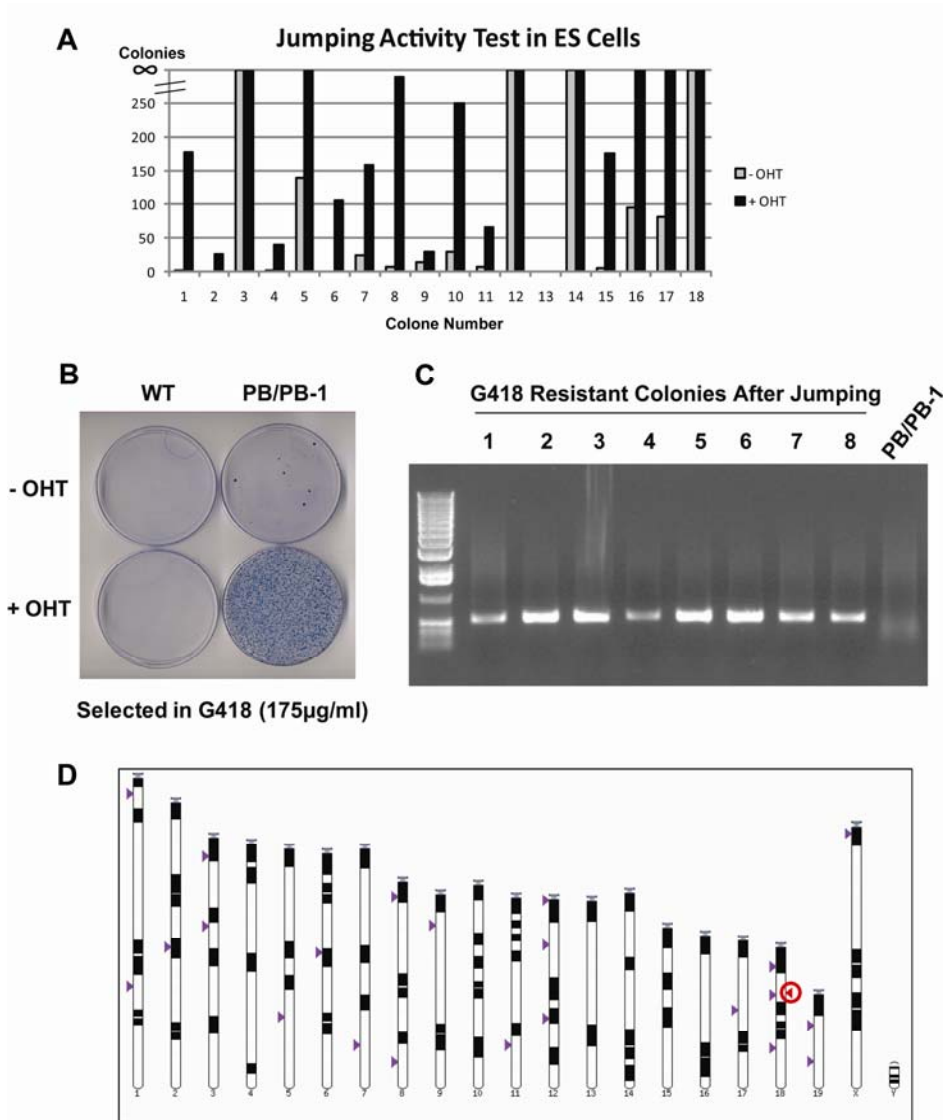 A
Jumping Activity Test in ES Cells
Colonies
∞
250
200
150
100
50
0
- OHT
+ OHT
1 2 3 4 5 6 7 8 9 10 11 12 13 14 15 16 17 18
Colone Number
B
WT PB/PB-1
- OHT
+ OHT
Selected in G418 (175µg/ml)
C
G418 Resistant Colonies After Jumping
1 2 3 4 5 6 7 8 PB/PB-1
D
1 2 3 4 5 6 7 8 9 10 11 12 13 14 15 16 17 18 19 X Y